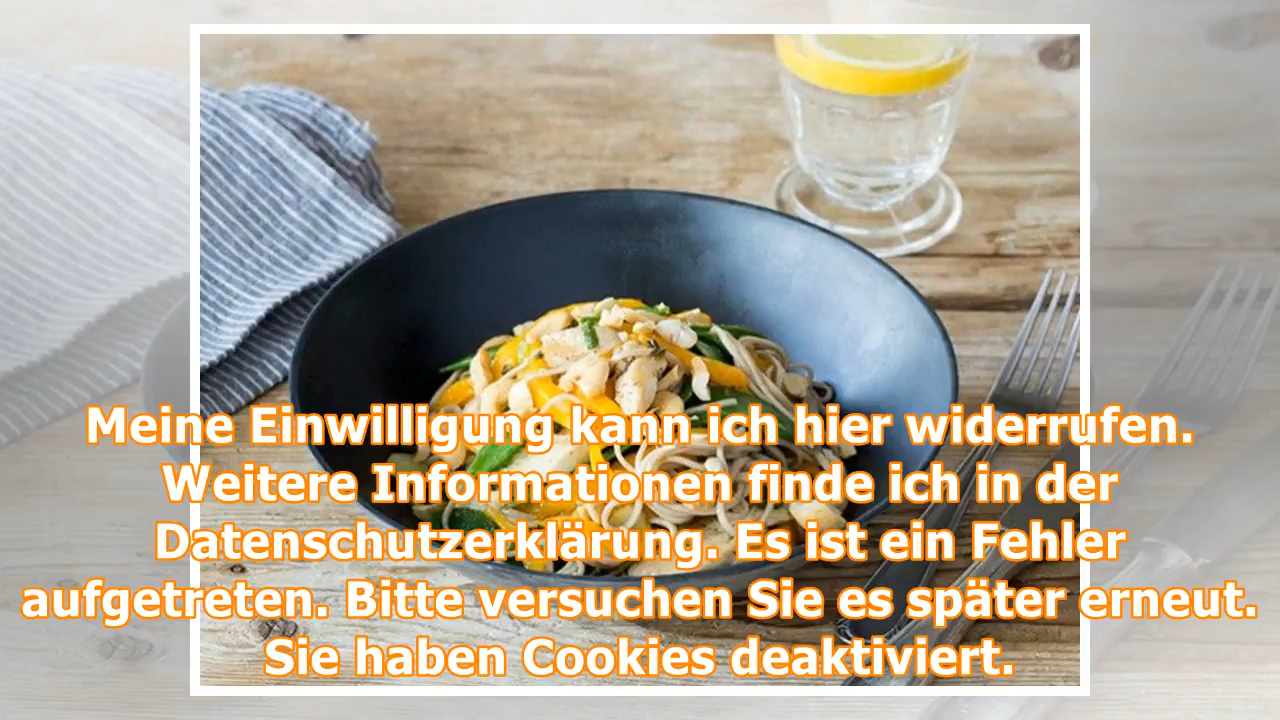 Meine Einwilligung kann ich hier widerrufen.
Weitere Informationen finde ich in der
Datenschutzerklärung. Es ist ein Fehler
aufgetreten. Bitte versuchen Sie es später erneut.
Sie haben Cookies deaktiviert.